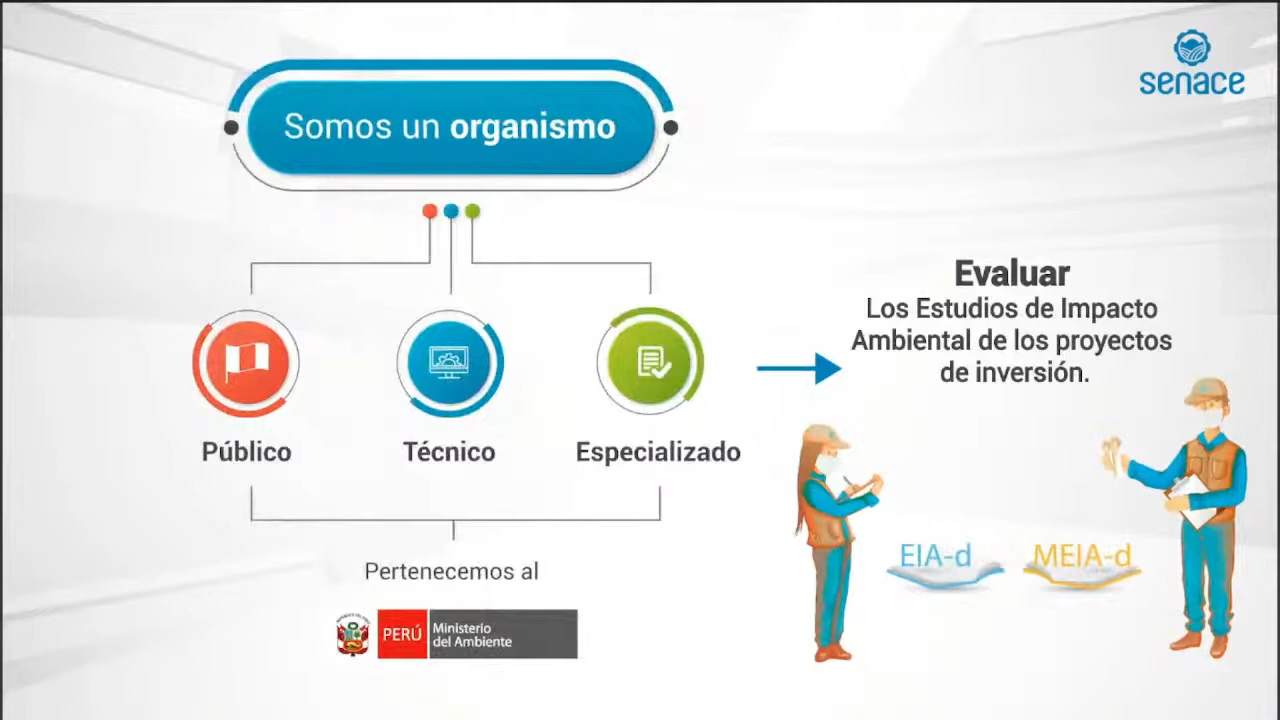 senace
Somos un organismo
Evaluar
Los Estudios de Impacto
Ambiental de los proyectos
de inversión.
Público
Técnico
Especializado
EIA-d
MEIA-d
Pertenecemos al
PERÚ
Ministerio
del Ambiente